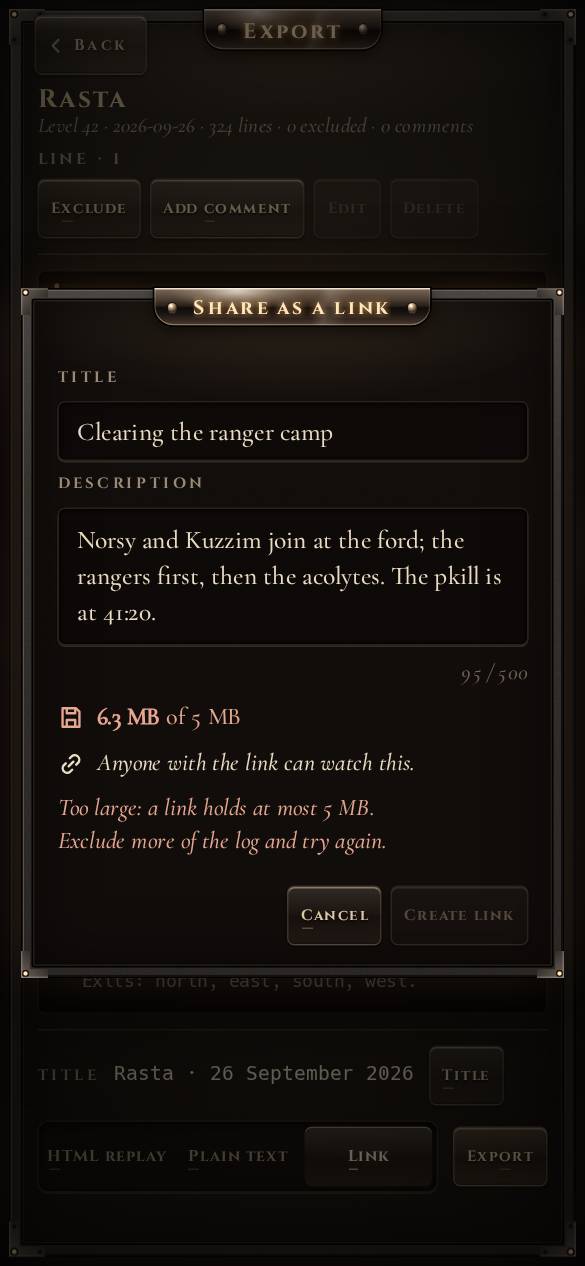 Export
Back
Rasta
Level 42 · 2026-09-26 · 324 lines · 0 excluded · 0 comments
LINE · 1
Exclude
Add comment
Edit
Delete
Share as a link
TITLE
Clearing the ranger camp
DESCRIPTION
Norsy and Kuzzim join at the ford; the
rangers first, then the acolytes. The pkill is
at 41:20.
95 / 500
6.3 MB of 5 MB
Anyone with the link can watch this.
Too large: a link holds at most 5 MB.
Exclude more of the log and try again.
Cancel
Create link
Exits: north, east, south, west.
TITLE Rasta · 26 September 2026 Title
HTML replay
Plain text
Link
Export